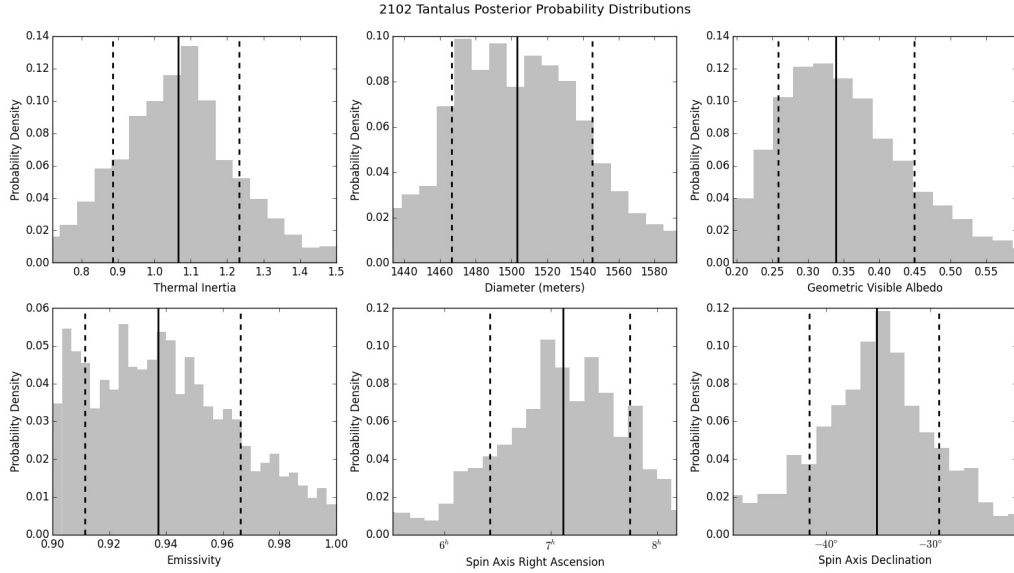 2102 Tantalus Posterior Probability Distributions
0.14
0.12
0.10
0.08
0.06
0.04
0.02
0.00
Probability Density
0.8 0.9 1.0 1.1 1.2 1.3 1.4 1.5
Thermal Inertia
0.10
0.08
0.06
0.04
0.02
0.00
Probability Density
1440 1460 1480 1500 1520 1540 1560 1580
Diameter (meters)
0.14
0.12
0.10
0.08
0.06
0.04
0.02
0.00
Probability Density
0.20 0.25 0.30 0.35 0.40 0.45 0.50 0.55
Geometric Visible Albedo
0.06
0.05
0.04
0.03
0.02
0.01
0.00
Probability Density
0.90 0.92 0.94 0.96 0.98 1.00
Emissivity
0.12
0.10
0.08
0.06
0.04
0.02
0.00
Probability Density
6ʰ 7ʰ 8ʰ
Spin Axis Right Ascension
0.12
0.10
0.08
0.06
0.04
0.02
0.00
Probability Density
−40° −30°
Spin Axis Declination